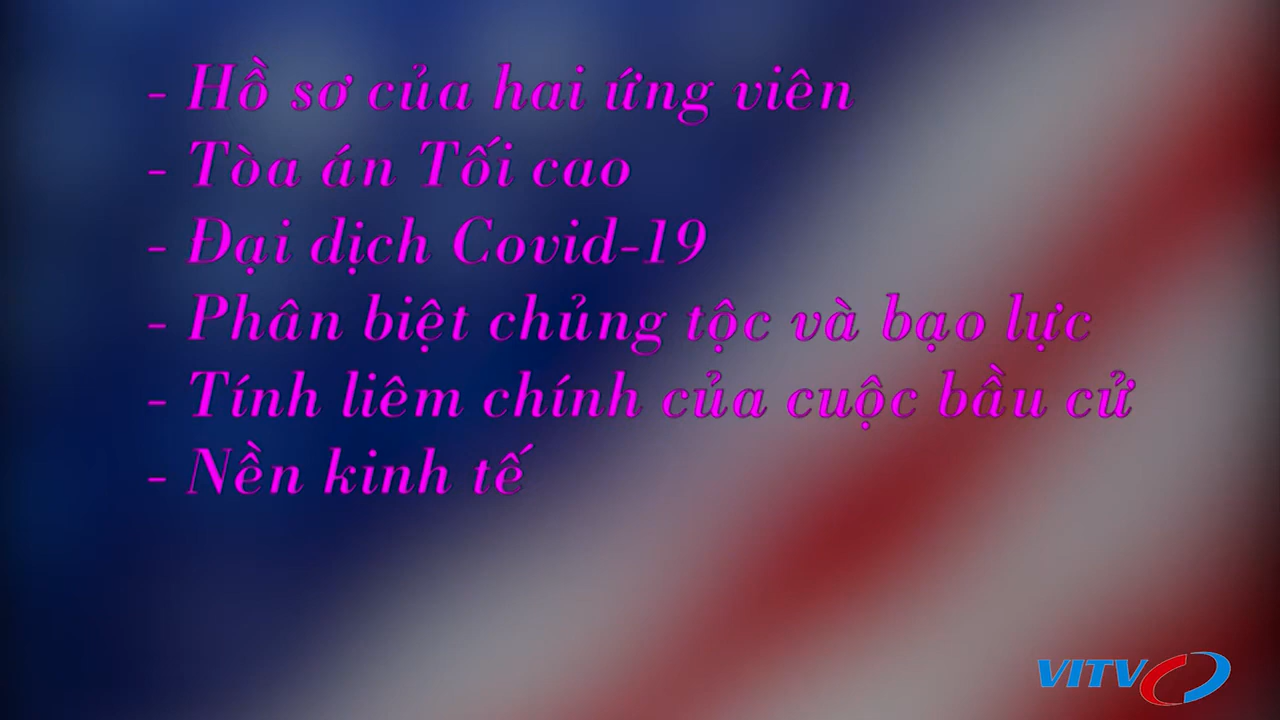 - Hồ sơ của hai ứng viên
- Tòa án Tối cao
- Đại dịch Covid-19
- Phân biệt chủng tộc và bạo lực
- Tính liêm chính của cuộc bầu cử
- Nền kinh tế
VITV